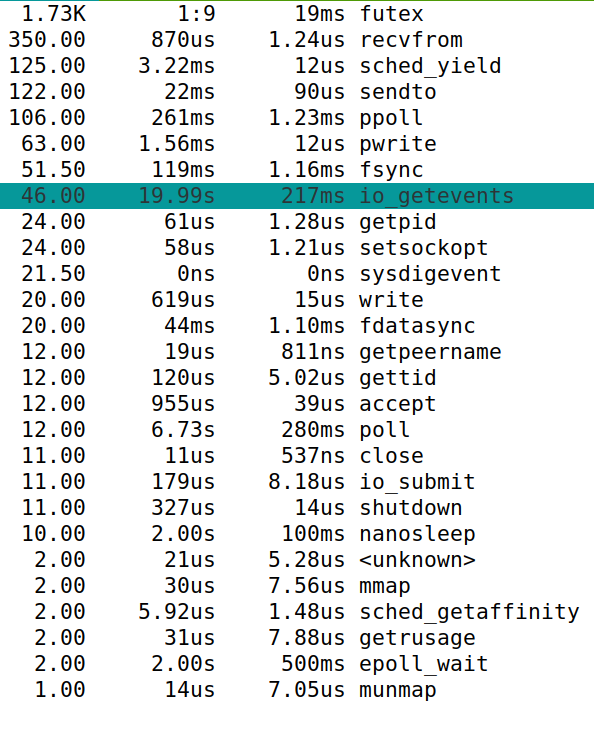 1.73K 1:9 19ms futex
350.00 870us 1.24us recvfrom
125.00 3.22ms 12us sched_yield
122.00 22ms 90us sendto
106.00 261ms 1.23ms ppoll
63.00 1.56ms 12us pwrite
51.50 119ms 1.16ms fsync
46.00 19.99s 217ms io_getevents
24.00 61us 1.28us getpid
24.00 58us 1.21us setsockopt
21.50 0ns 0ns sysdigevent
20.00 619us 15us write
20.00 44ms 1.10ms fdatasync
12.00 19us 811ns getpeername
12.00 120us 5.02us gettid
12.00 955us 39us accept
12.00 6.73s 280ms poll
11.00 11us 537ns close
11.00 179us 8.18us io_submit
11.00 327us 14us shutdown
10.00 2.00s 100ms nanosleep
2.00 21us 5.28us <unknown>
2.00 30us 7.56us mmap
2.00 5.92us 1.48us sched_getaffinity
2.00 31us 7.88us getrusage
2.00 2.00s 500ms epoll_wait
1.00 14us 7.05us munmap